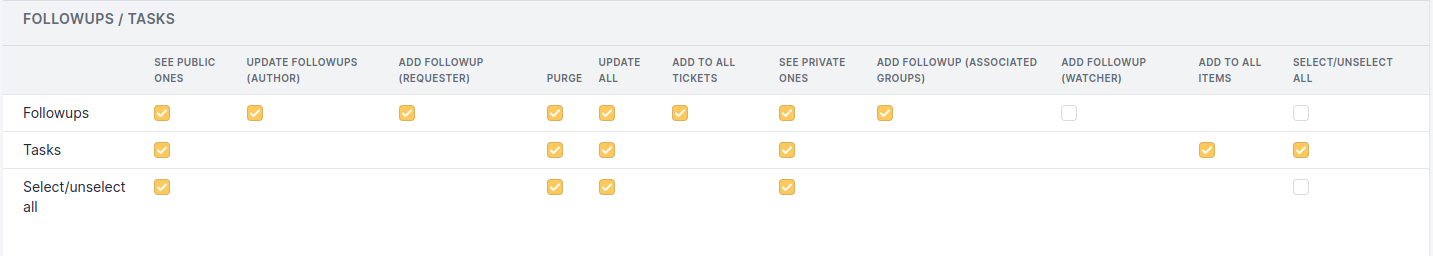 FOLLOWUPS / TASKS
SEE PUBLIC ONES UPDATE FOLLOWUPS (AUTHOR) ADD FOLLOWUP (REQUESTER) PURGE UPDATE ALL ADD TO ALL TICKETS SEE PRIVATE ONES ADD FOLLOWUP (ASSOCIATED GROUPS) ADD FOLLOWUP (WATCHER) ADD TO ALL ITEMS SELECT/UNSELECT ALL
Followups
Tasks
Select/unselect
all